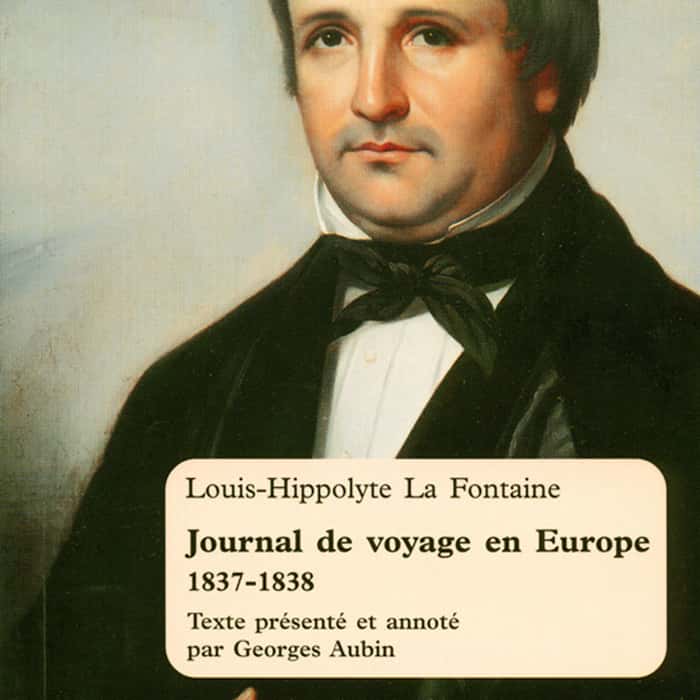 Louis-Hippolyte La Fontaine
Journal de voyage en Europe
1837-1838
Texte présenté et annoté
par Georges Aubin